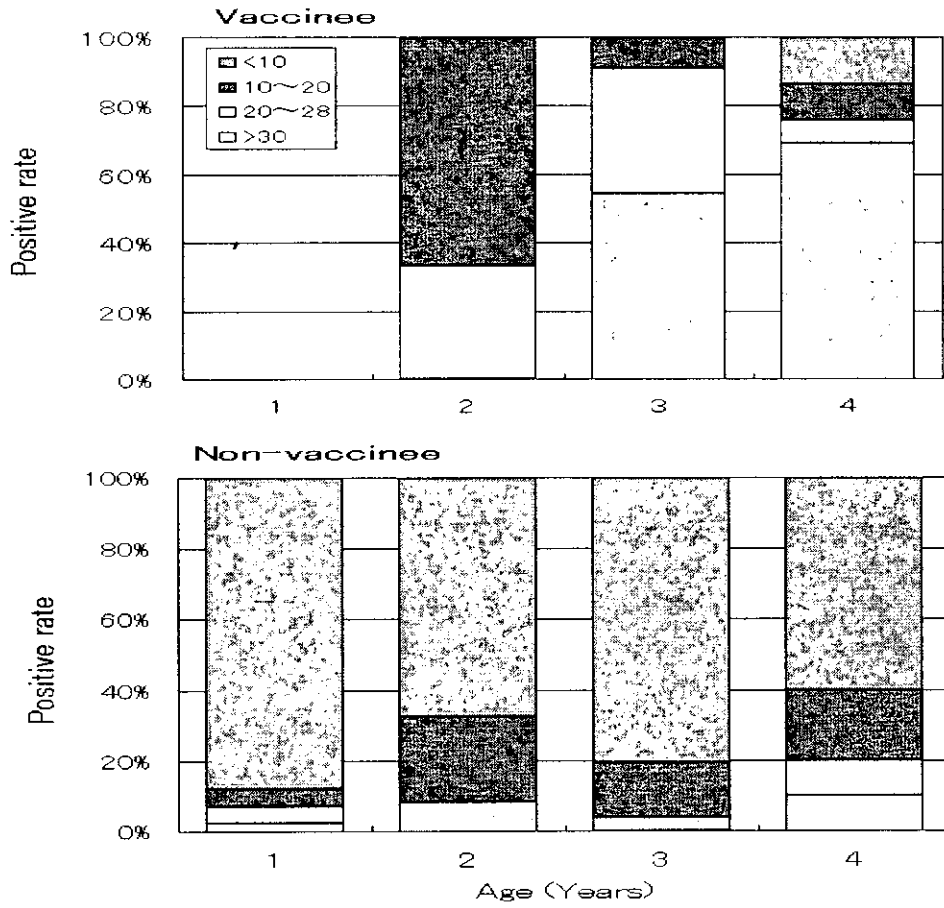 Vaccinee
Positive rate
100%
80%
60%
40%
20%
0%
<10
10～20
20～28
>30
1 2 3 4
Non-vaccinee
Positive rate
100%
80%
60%
40%
20%
0%
1 2 3 4
Age (Years)